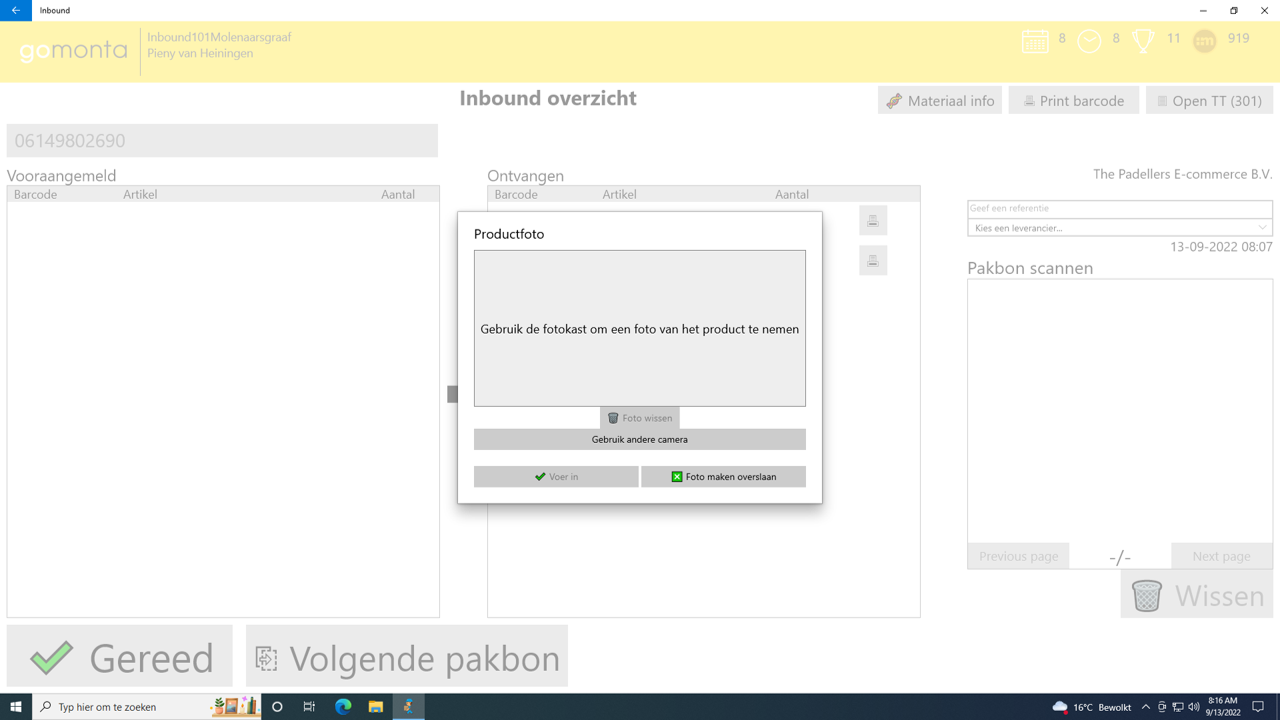 Inbound
gomonta
Inbound101Molenaarsgraaf
Pieny van Heiningen
8
8
11
919
Inbound overzicht
Materiaal info
Print barcode
Open TT (301)
06149802690
Vooraangemeld
Barcode Artikel Aantal
Ontvangen
Barcode Artikel Aantal
The Padellers E-commerce B.V.
Geef een referentie
Kies een leverancier...
13-09-2022 08:07
Pakbon scannen
Productfoto
Gebruik de fotokast om een foto van het product te nemen
Foto wissen
Gebruik andere camera
Voer in
Foto maken overslaan
Previous page
-/-
Next page
Wissen
Gereed
Volgende pakbon
Typ hier om te zoeken
16°C Bewolkt
8:16 AM
9/13/2022